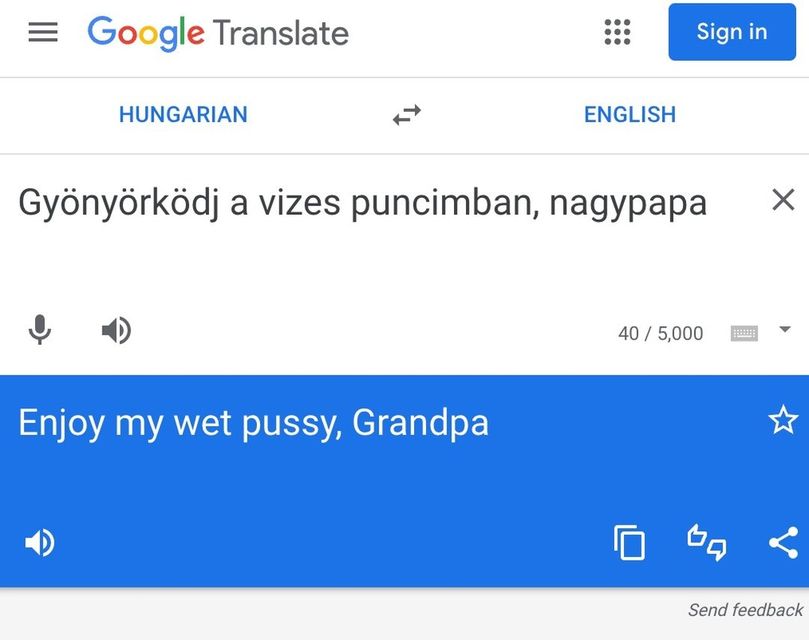 Google Translate
Sign in
HUNGARIAN
ENGLISH
Gyönyörködj a vizes puncimban, nagypapa
40 / 5,000
Enjoy my wet pussy, Grandpa
Send feedback